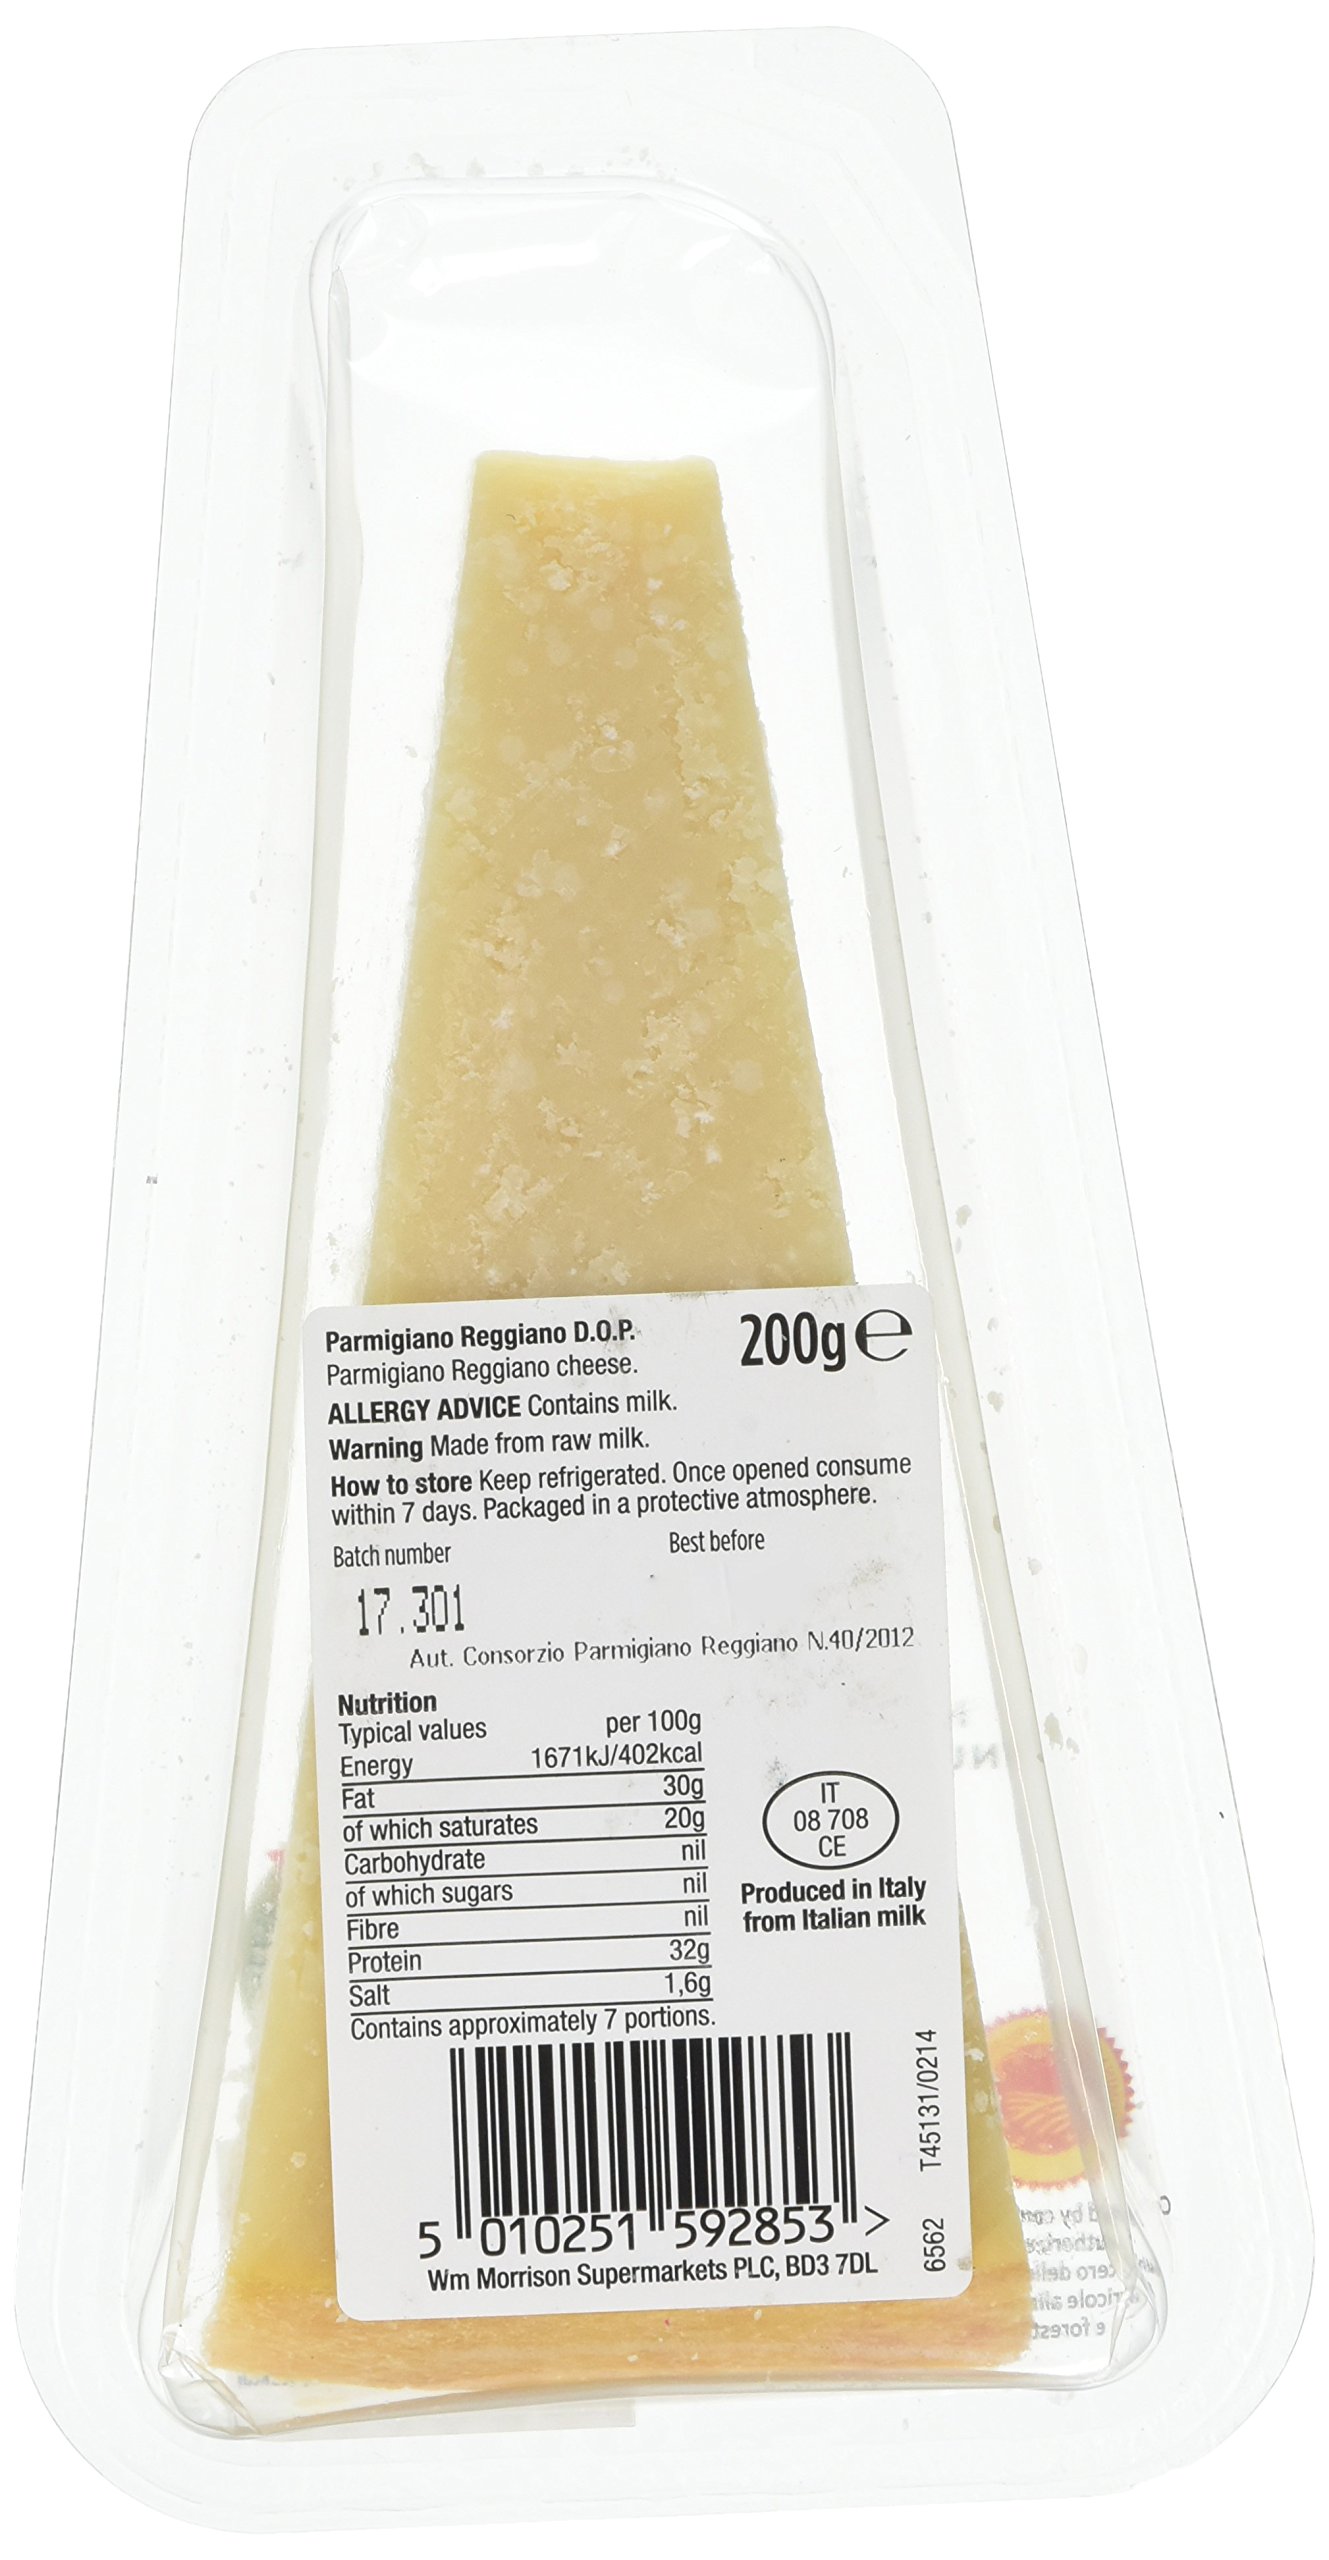 Parmigiano Reggiano D.O.P.
200g ℮
Parmigiano Reggiano cheese.
ALLERGY ADVICE Contains milk.
Warning Made from raw milk.
How to store Keep refrigerated. Once opened consume
within 7 days. Packaged in a protective atmosphere.
Batch number
Best before
17.301
Aut. Consorzio Parmigiano Reggiano N.40/2012
Nutrition
Typical values per 100g
Energy 1671kJ/402kcal
Fat 30g
of which saturates 20g
Carbohydrate nil
of which sugars nil
Fibre nil
Protein 32g
Salt 1,6g
Contains approximately 7 portions.
IT
08 708
CE
Produced in Italy
from Italian milk
T45131/0214
6562
5 010251 592853 >
Wm Morrison Supermarkets PLC, BD3 7DL